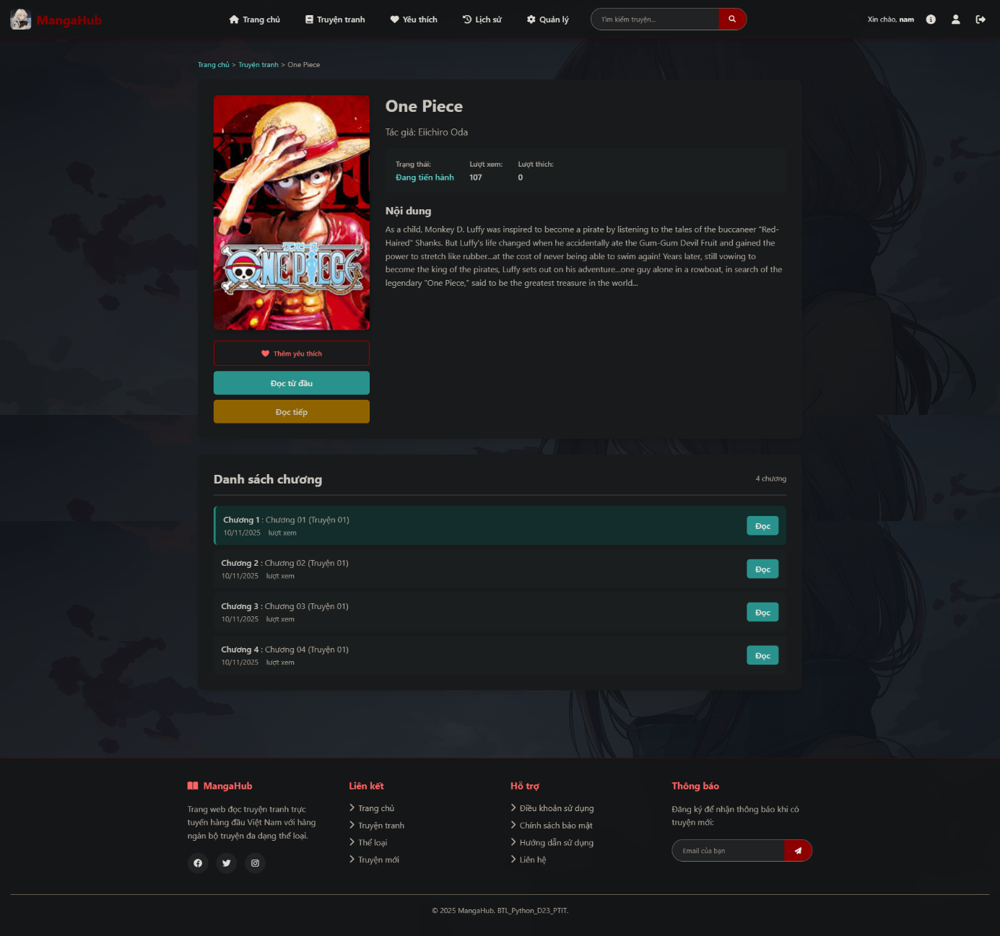 MangaHub
Trang chủ
Truyện tranh
Yêu thích
Lịch sử
Quản lý
Tìm kiếm truyện...
Xin chào, nam
Trang chủ > Truyện tranh > One Piece
ワンピース
ONE PIECE
One Piece
Tác giả: Eiichiro Oda
Trạng thái:
Đang tiến hành
Lượt xem:
107
Lượt thích:
0
Nội dung
As a child, Monkey D. Luffy was inspired to become a pirate by listening to the tales of the buccaneer "Red-
Haired" Shanks. But Luffy's life changed when he accidentally ate the Gum-Gum Devil Fruit and gained the
power to stretch like rubber...at the cost of never being able to swim again! Years later, still vowing to
become the king of the pirates, Luffy sets out on his adventure...one guy alone in a rowboat, in search of the
legendary "One Piece," said to be the greatest treasure in the world...
Thêm yêu thích
Đọc từ đầu
Đọc tiếp
Danh sách chương
4 chương
Chương 1 : Chương 01 (Truyện 01)
10/11/2025 lượt xem
Đọc
Chương 2 : Chương 02 (Truyện 01)
10/11/2025 lượt xem
Đọc
Chương 3 : Chương 03 (Truyện 01)
10/11/2025 lượt xem
Đọc
Chương 4 : Chương 04 (Truyện 01)
10/11/2025 lượt xem
Đọc
MangaHub
Trang web đọc truyện tranh trực
tuyến hàng đầu Việt Nam với hàng
ngàn bộ truyện đa dạng thể loại.
Liên kết
Trang chủ
Truyện tranh
Thể loại
Truyện mới
Hỗ trợ
Điều khoản sử dụng
Chính sách bảo mật
Hướng dẫn sử dụng
Liên hệ
Thông báo
Đăng ký để nhận thông báo khi có
truyện mới:
Email của bạn
© 2025 MangaHub. BTL_Python_D23_PTIT.